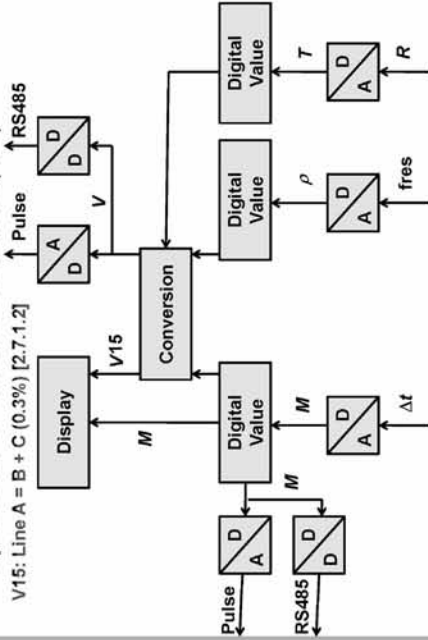 V15: Line A = B + C (0.3%) [2.7.1.2]
Pulse
RS485
Display
A
D
D
D
M
V15
V
Conversion
Pulse
D
A
Digital
Value
Digital
Value
Digital
Value
M
RS485
D
D
M
ρ
T
D
A
D
A
D
A
Δt
fres
R